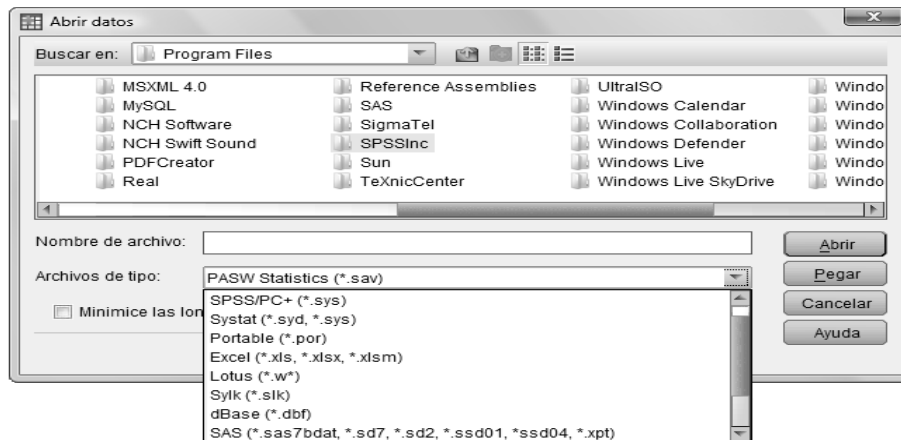 Abrir datos
Buscar en: Program Files
MSXML 4.0 Reference Assemblies UltraISO Windo
MySQL SAS Windows Calendar Windo
NCH Software SigmaTel Windows Collaboration Windo
NCH Swift Sound SPSSInc Windows Defender Windo
PDFCreator Sun Windows Live Windo
Real TeXnicCenter Windows Live SkyDrive Windo
Nombre de archivo: Abrir
Archivos de tipo: PASW Statistics (*.sav) Pegar
SPSS/PC+ (*.sys) Cancelar
Minimice las lon Systat (*.syd, *.sys)
Portable (*.por) Ayuda
Excel (*.xls, *.xlsx, *.xlsm)
Lotus (*.w*)
Sylk (*.slk)
dBase (*.dbf)
SAS (*.sas7bdat, *.sd7, *.sd2, *.ssd01, *ssd04, *.xpt)